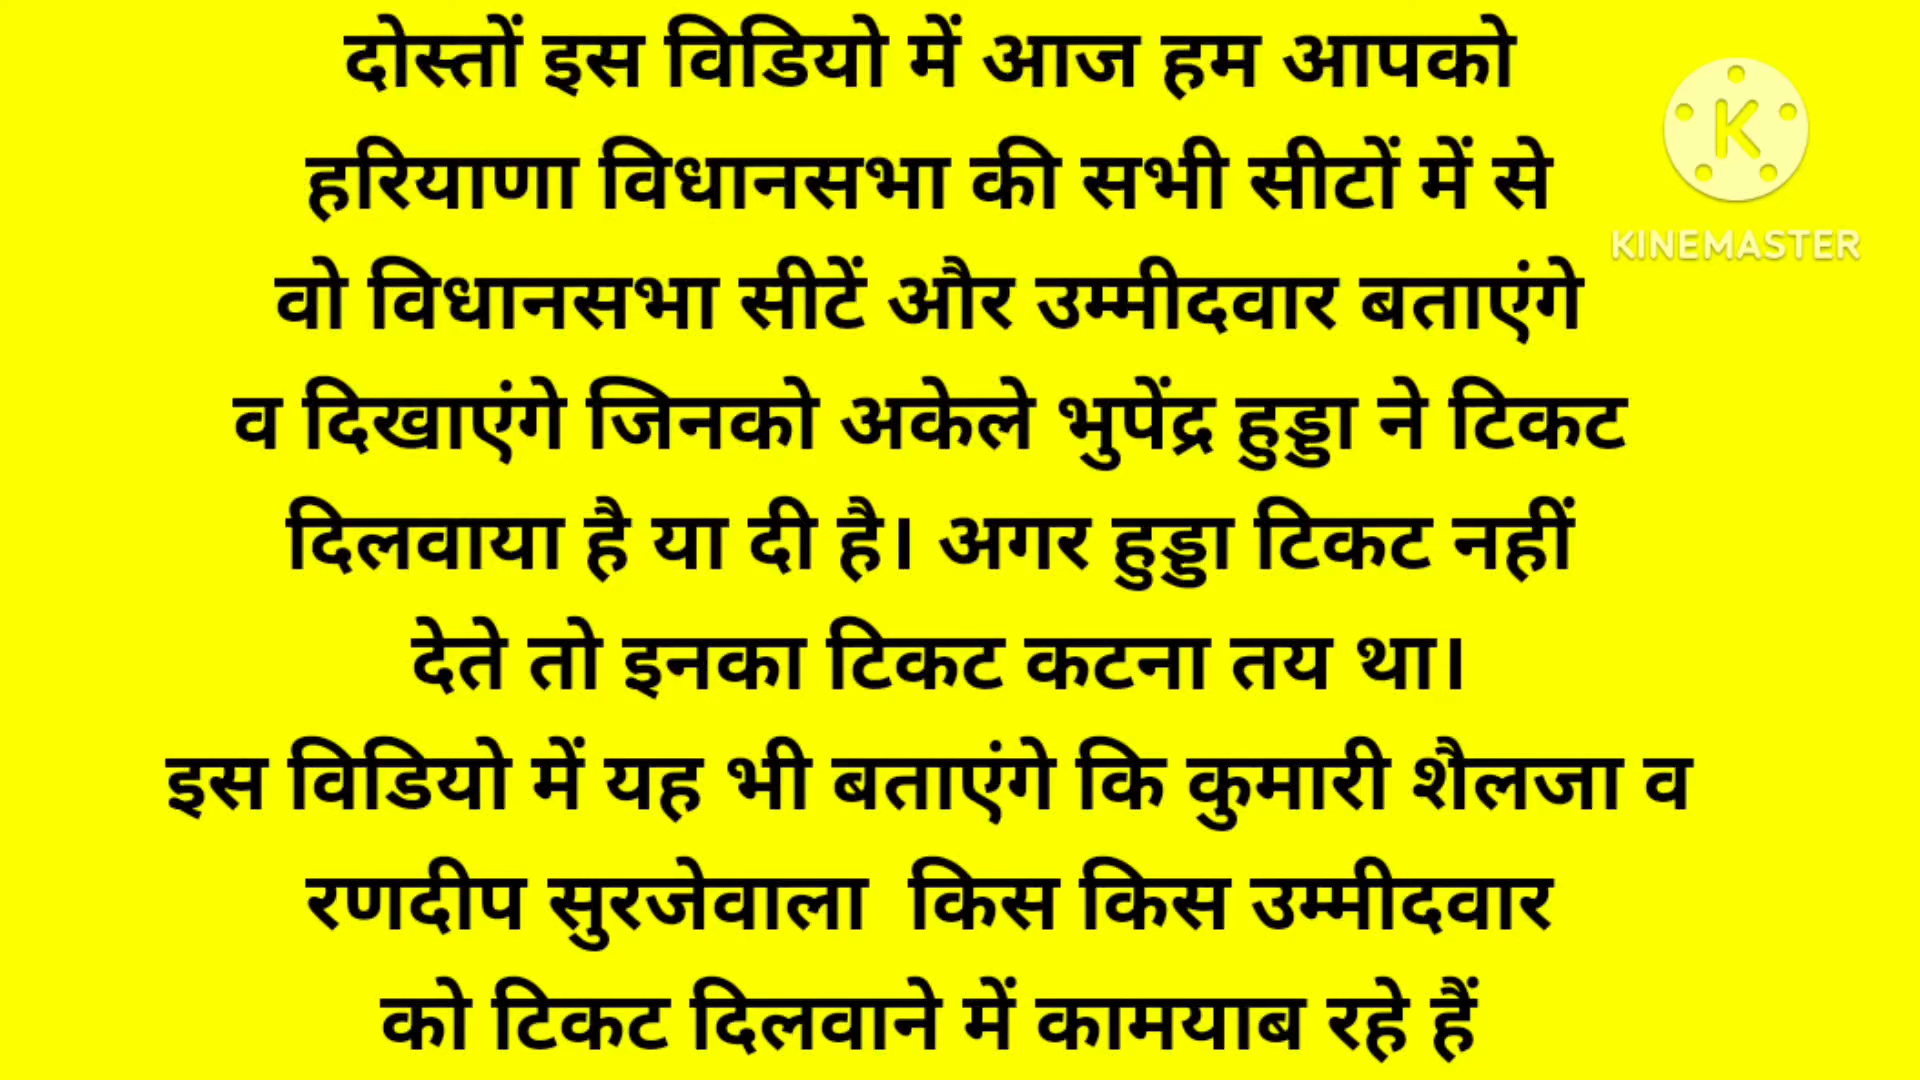 दोस्तों इस विडियो में आज हम आपको
हरियाणा विधानसभा की सभी सीटों में से
वो विधानसभा सीटें और उम्मीदवार बताएंगे
व दिखाएंगे जिनको अकेले भुपेंद्र हुड्डा ने टिकट
दिलवाया है या दी है। अगर हुड्डा टिकट नहीं
देते तो इनका टिकट कटना तय था।
इस विडियो में यह भी बताएंगे कि कुमारी शैलजा व
रणदीप सुरजेवाला किस किस उम्मीदवार
को टिकट दिलवाने में कामयाब रहे हैं
K
KINEMASTER